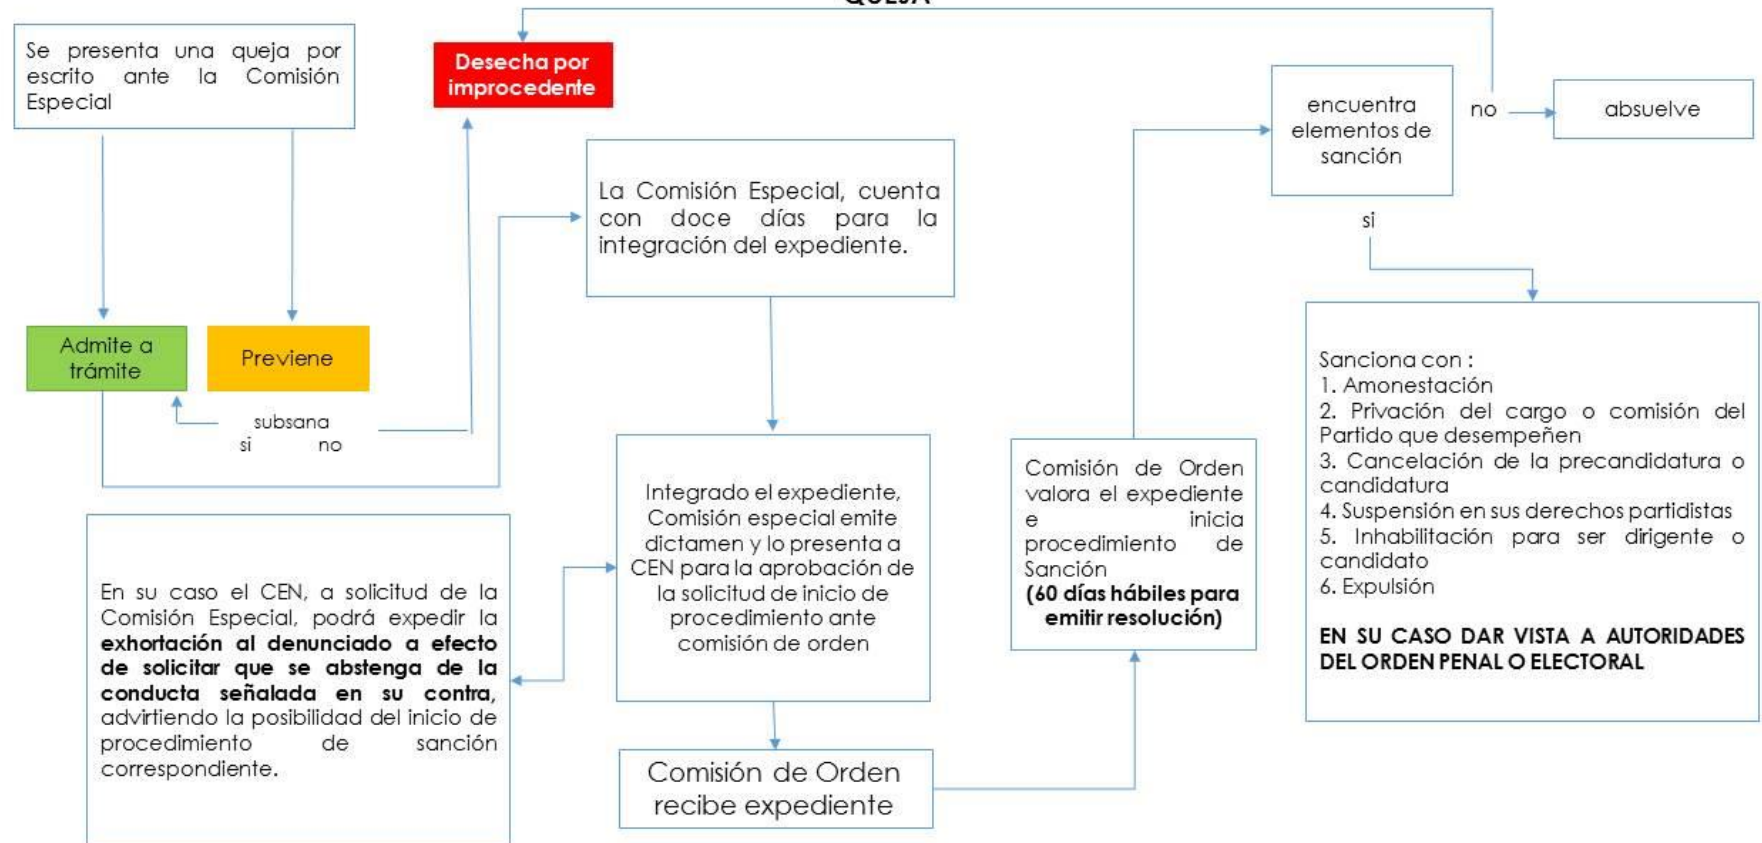 QUEJA
Se presenta una queja por
escrito ante la Comisión
Especial
Desecha por
improcedente
encuentra
elementos de
sanción
no
absuelve
La Comisión Especial, cuenta
con doce días para la
integración del expediente.
si
Admite a
trámite
Previene
subsana
si no
Integrado el expediente,
Comisión especial emite
dictamen y lo presenta a
CEN para la aprobación de
la solicitud de inicio de
procedimiento ante
comisión de orden
Comisión de Orden
valora el expediente
e inicia
procedimiento de
Sanción
(60 días hábiles para
emitir resolución)
Sanciona con :
1. Amonestación
2. Privación del cargo o comisión del
Partido que desempeñen
3. Cancelación de la precandidatura o
candidatura
4. Suspensión en sus derechos partidistas
5. Inhabilitación para ser dirigente o
candidato
6. Expulsión
EN SU CASO DAR VISTA A AUTORIDADES
DEL ORDEN PENAL O ELECTORAL
En su caso el CEN, a solicitud de la
Comisión Especial, podrá expedir la
exhortación al denunciado a efecto
de solicitar que se abstenga de la
conducta señalada en su contra,
advirtiendo la posibilidad del inicio de
procedimiento de sanción
correspondiente.
Comisión de Orden
recibe expediente